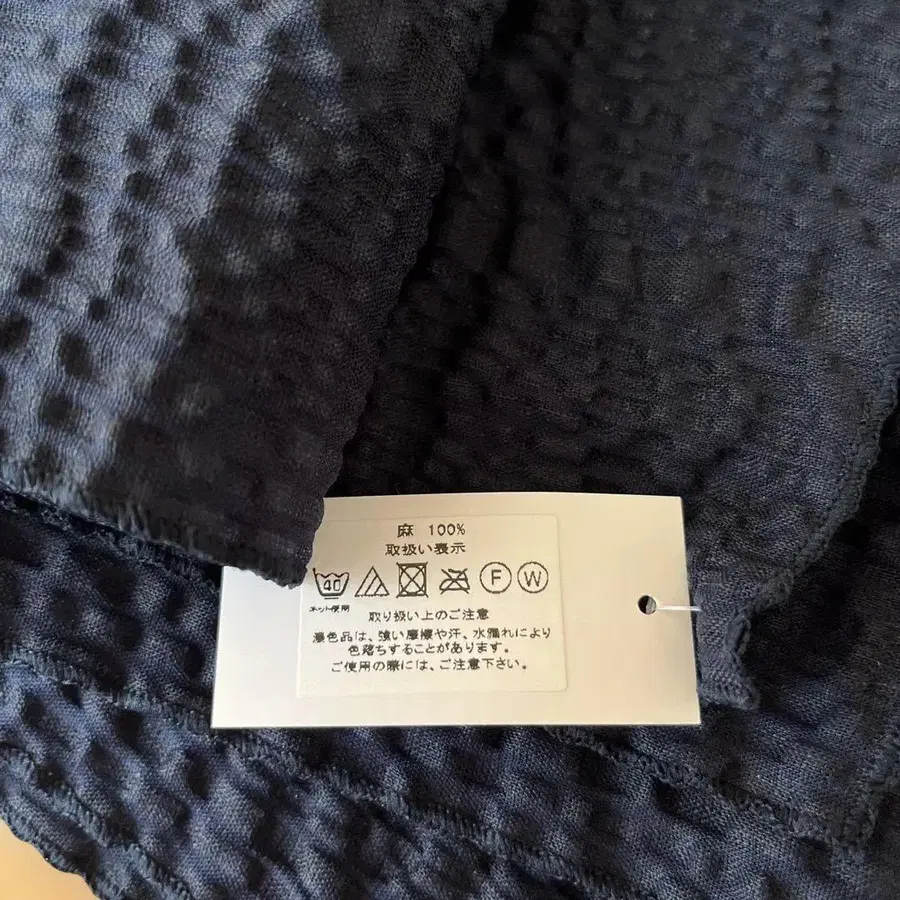 麻 100%
取扱い表示
40 F W
ネット使用
取り扱い上のご注意
濃色品は、強い摩擦や汗、水濡れにより
色落ちすることがあります。
ご使用の際には、ご注意下さい。